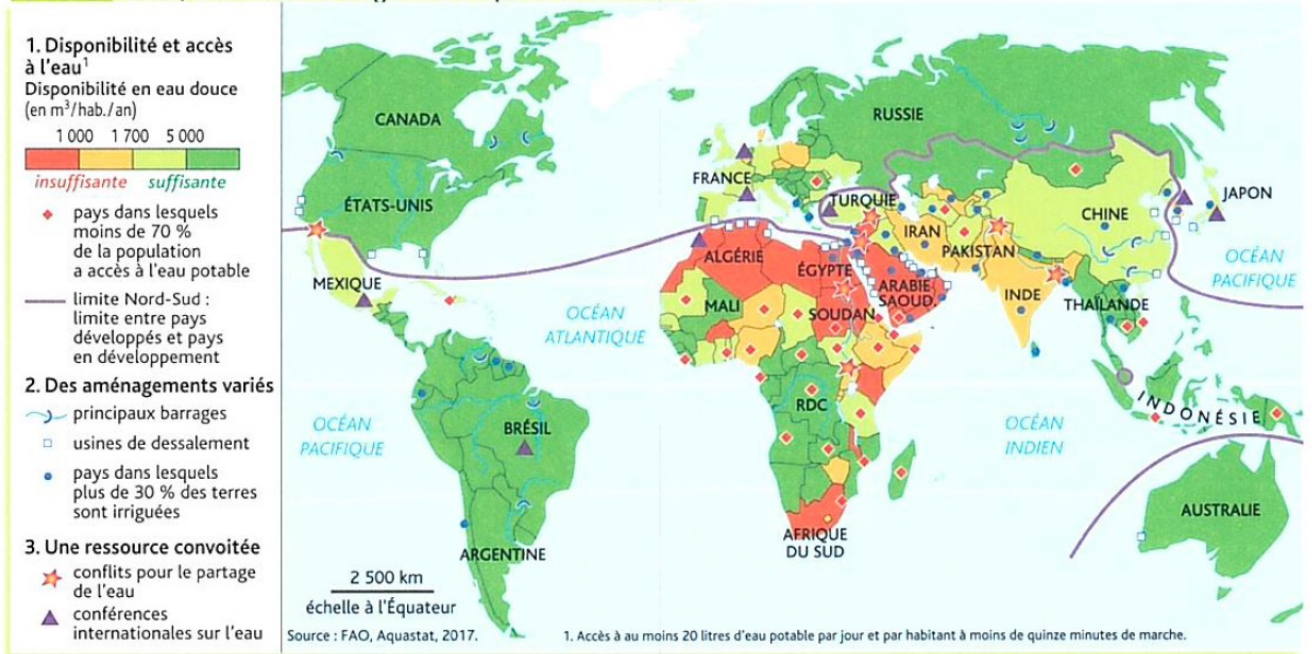 1. Disponibilité et accès
à l'eau¹
Disponibilité en eau douce
(en m³/hab./an)
1 000 1 700 5 000
insuffisante suffisante
pays dans lesquels
moins de 70 %
de la population
a accès à l'eau potable
limite Nord-Sud :
limite entre pays
développés et pays
en développement
2. Des aménagements variés
principaux barrages
usines de dessalement
pays dans lesquels
plus de 30 % des terres
sont irriguées
3. Une ressource convoitée
conflits pour le partage
de l'eau
conférences
internationales sur l'eau
CANADA
RUSSIE
FRANCE
ÉTATS-UNIS
TURQUIE
JAPON
CHINE
IRAN
PAKISTAN
ALGÉRIE
ÉGYPTE
OCÉAN
PACIFIQUE
MEXIQUE
ARABIE
SAOUD.
MALI
INDE
THAÏLANDE
SOUDAN
OCÉAN
ATLANTIQUE
RDC
INDONÉSIE
OCÉAN
PACIFIQUE
BRÉSIL
OCÉAN
INDIEN
AUSTRALIE
AFRIQUE
DU SUD
ARGENTINE
2 500 km
échelle à l'Équateur
Source : FAO, Aquastat, 2017.
1. Accès à au moins 20 litres d'eau potable par jour et par habitant à moins de quinze minutes de marche.